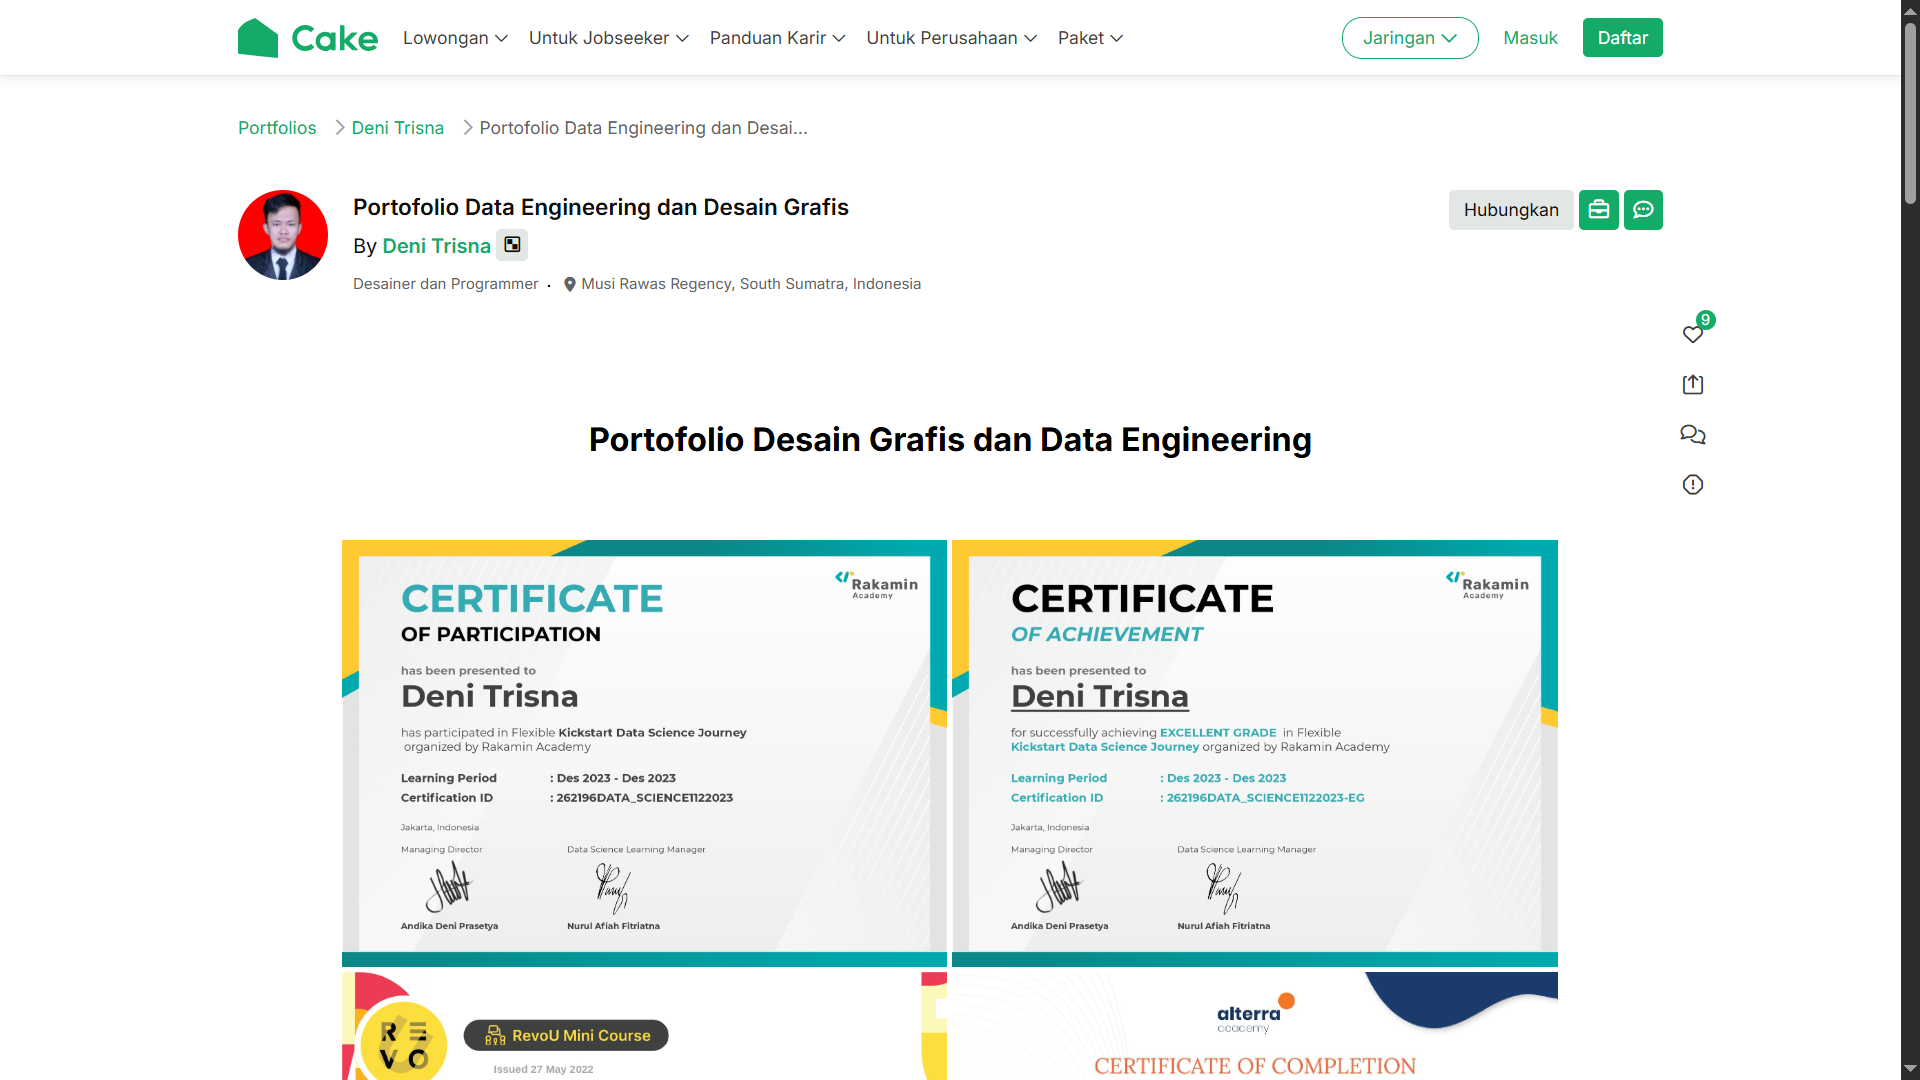 Cake
Lowongan
Untuk Jobseeker
Panduan Karir
Untuk Perusahaan
Paket
Jaringan
Masuk
Daftar
Portfolios
Deni Trisna
Portofolio Data Engineering dan Desai...
Portofolio Data Engineering dan Desain Grafis
By Deni Trisna
Desainer dan Programmer · Musi Rawas Regency, South Sumatra, Indonesia
Hubungkan
9
Portofolio Desain Grafis dan Data Engineering
Rakamin
Academy
CERTIFICATE
OF PARTICIPATION
has been presented to
Deni Trisna
has participated in Flexible Kickstart Data Science Journey
organized by Rakamin Academy
Learning Period : Des 2023 - Des 2023
Certification ID : 262196DATA_SCIENCE1122023
Jakarta, Indonesia
Managing Director
Data Science Learning Manager
Andika Deni Prasetya
Nurul Afiah Fitriatna
Rakamin
Academy
CERTIFICATE
OF ACHIEVEMENT
has been presented to
Deni Trisna
for successfully achieving EXCELLENT GRADE in Flexible
Kickstart Data Science Journey organized by Rakamin Academy
Learning Period : Des 2023 - Des 2023
Certification ID : 262196DATA_SCIENCE1122023-EG
Jakarta, Indonesia
Managing Director
Data Science Learning Manager
Andika Deni Prasetya
Nurul Afiah Fitriatna
REVO
U
RevoU Mini Course
Issued 27 May 2022
alterra
academy
CERTIFICATE OF COMPLETION